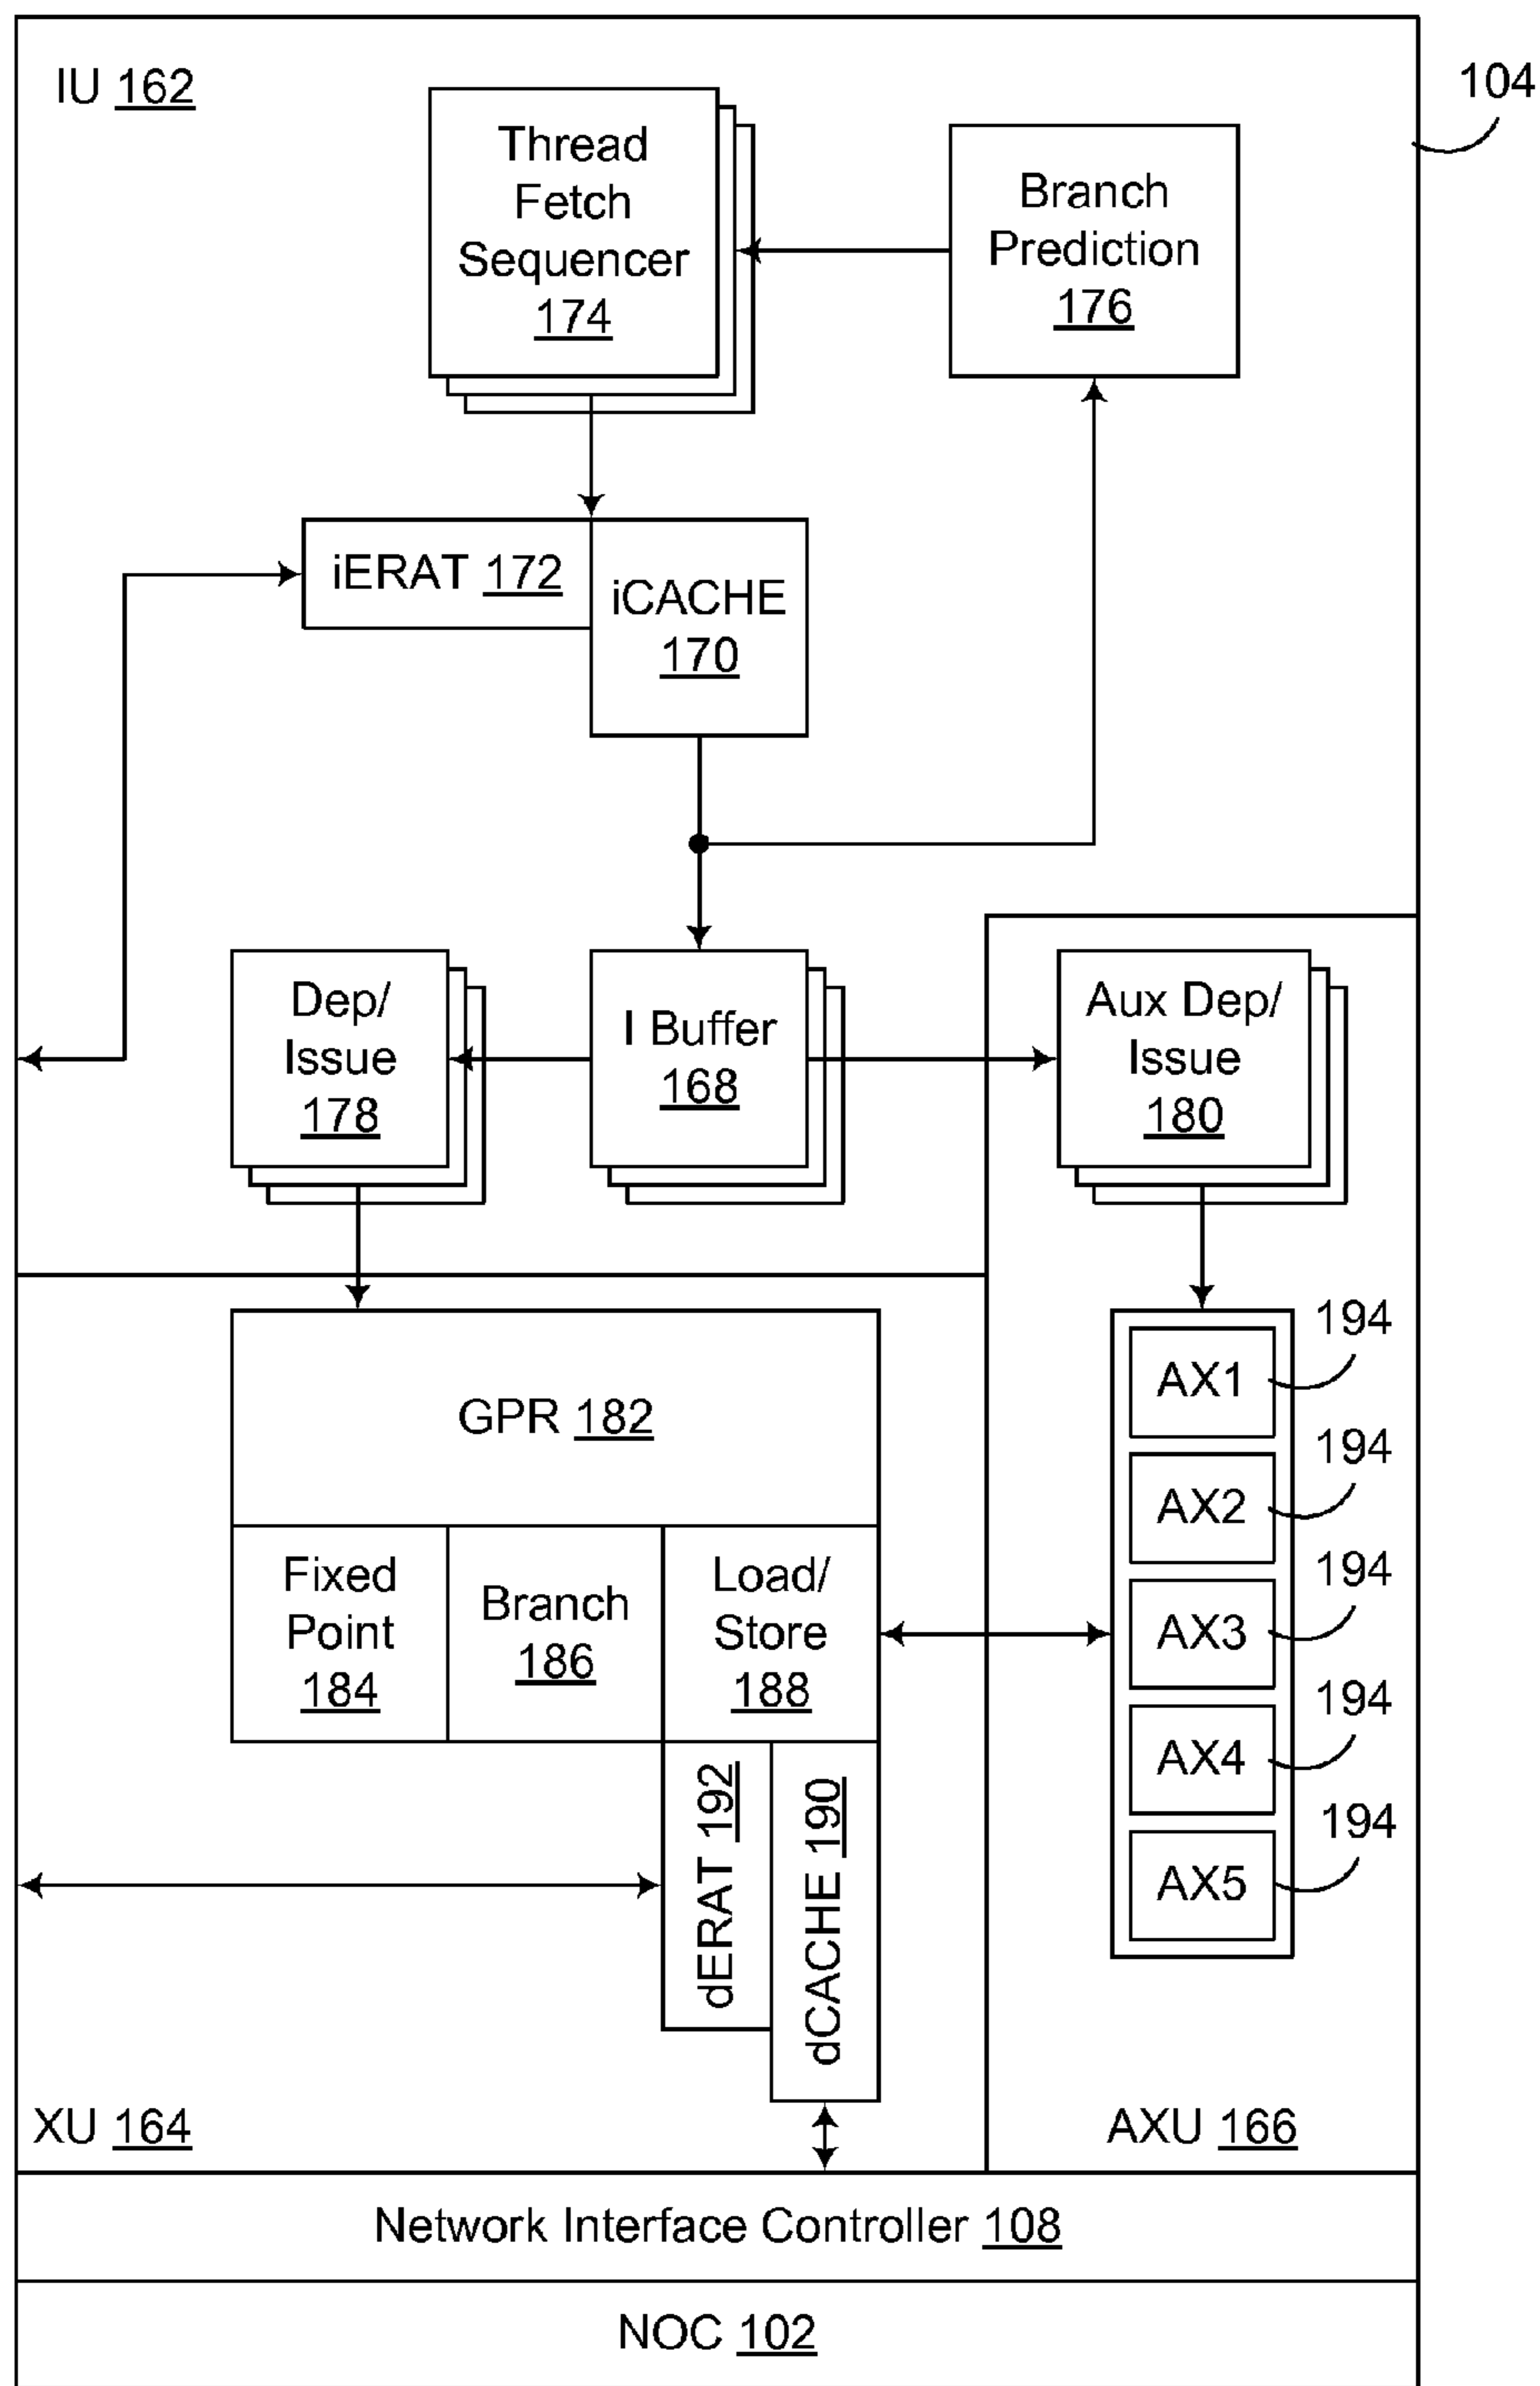 IU 162
104
Thread
Fetch
Sequencer
174
Branch
Prediction
176
iERAT 172
iCACHE
170
Dep/
Issue
178
I Buffer
168
Aux Dep/
Issue
180
GPR 182
Fixed
Point
184
Branch
186
Load/
Store
188
dERAT 192
dCACHE 190
194
AX1
194
AX2
194
AX3
194
AX4
194
AX5
XU 164
AXU 166
Network Interface Controller 108
NOC 102